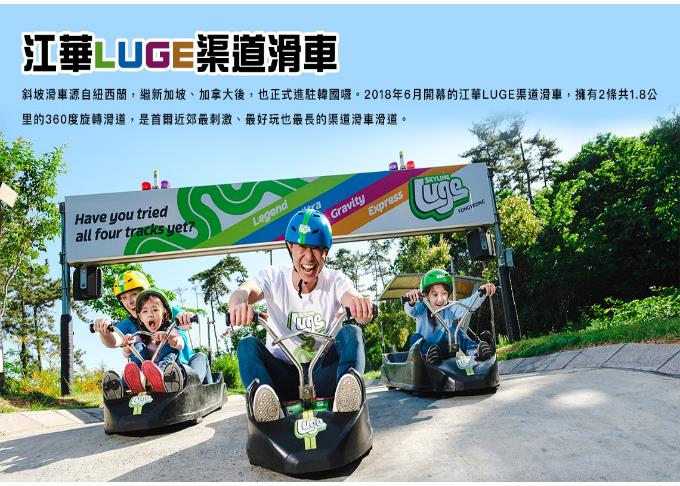 江華LUGE渠道滑車
斜坡滑車源自紐西蘭，繼新加坡、加拿大後，也正式進駐韓國囉。2018年6月開幕的江華LUGE渠道滑車，擁有2條共1.8公
里的360度旋轉滑道，是首爾近郊最刺激、最好玩也最長的渠道滑車滑道。
Have you tried
all four tracks yet?
Legend
Gravity
Express
SKYLINE
Luge
TONGYEONG
Luge
Luge
Luge
Luge